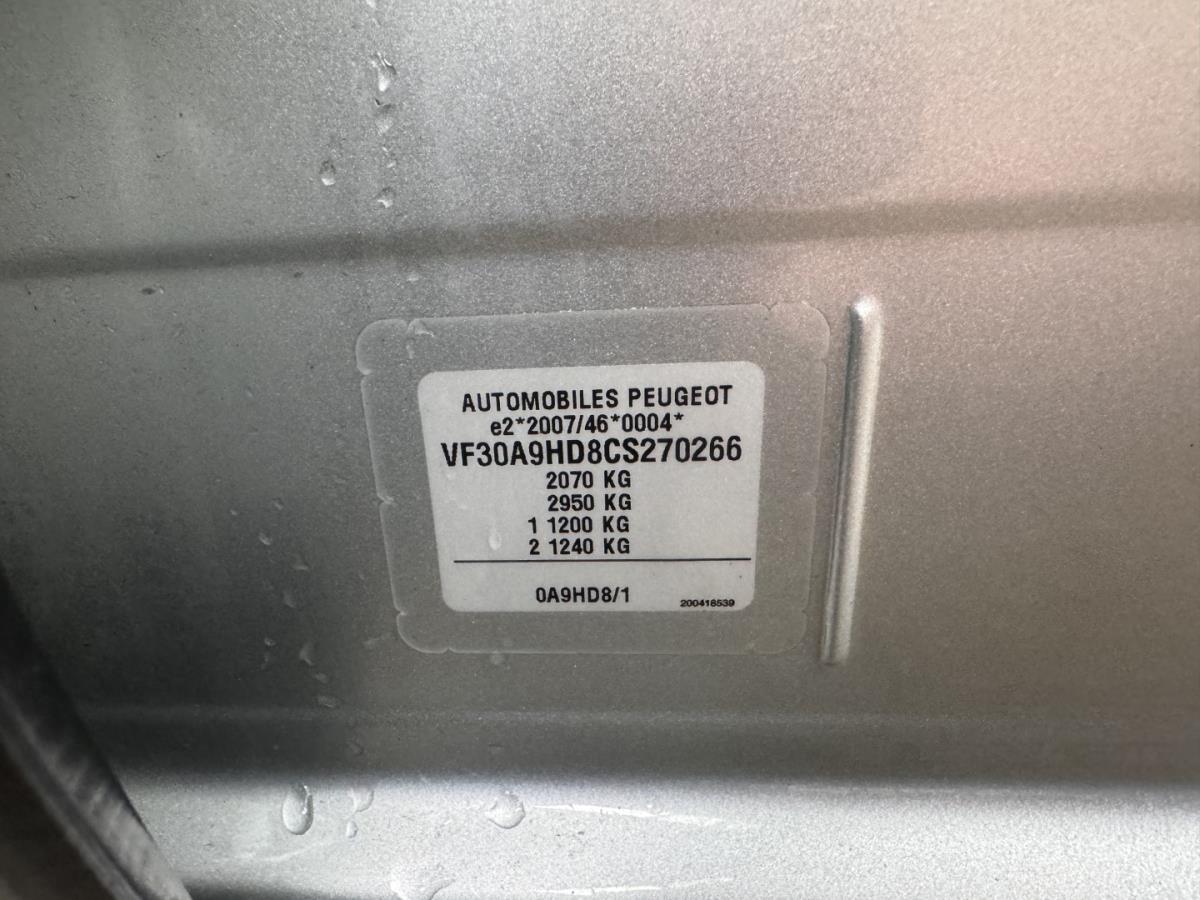 AUTOMOBILES PEUGEOT
e2*2007/46*0004*
VF30A9HD8CS270266
2070 KG
2950 KG
1 1200 KG
2 1240 KG
0A9HD8/1
200418539